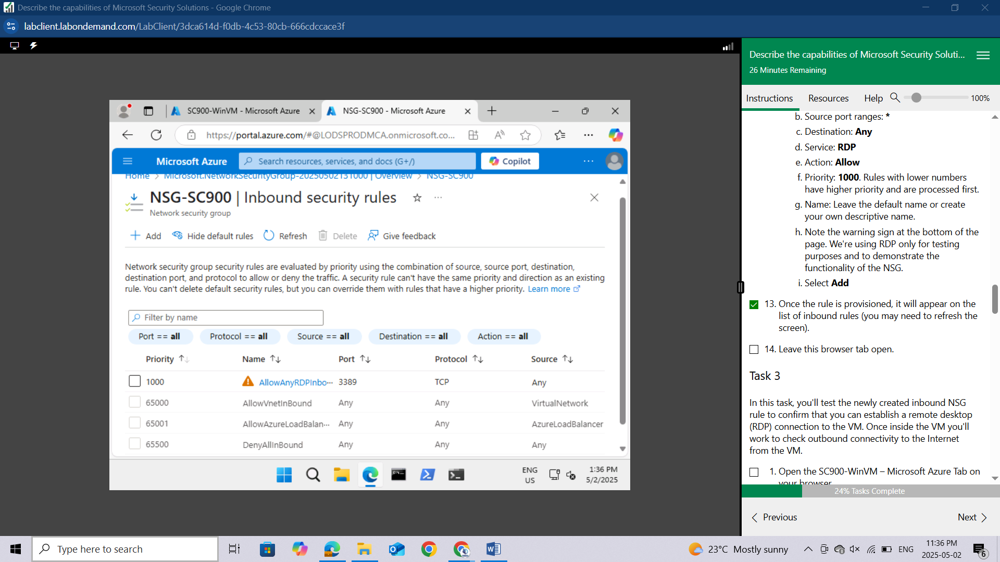 Describe the capabilities of Microsoft Security Solutions - Google Chrome
labclient.labondemand.com/LabClient/3dca614d-f0db-4c53-80cb-666cdccace3f
SC900-WinVM - Microsoft Azure
NSG-SC900 - Microsoft Azure
https://portal.azure.com/#@LODSPRODMCA.onmicrosoft.co...
Microsoft Azure
Search resources, services, and docs (G+/)
Copilot
Home > Microsoft.NetworkSecurityGroup-20250502131000 | Overview > NSG-SC900
NSG-SC900 | Inbound security rules
Network security group
Add
Hide default rules
Refresh
Delete
Give feedback
Network security group security rules are evaluated by priority using the combination of source, source port, destination,
destination port, and protocol to allow or deny the traffic. A security rule can't have the same priority and direction as an existing
rule. You can't delete default security rules, but you can override them with rules that have a higher priority. Learn more
Filter by name
Port == all
Protocol == all
Source == all
Destination == all
Action == all
Priority Name Port Protocol Source
1000 AllowAnyRDPInbo... 3389 TCP Any
65000 AllowVnetInBound Any Any VirtualNetwork
65001 AllowAzureLoadBalan... Any Any AzureLoadBalancer
65500 DenyAllInBound Any Any Any
ENG
US
1:36 PM
5/2/2025
Describe the capabilities of Microsoft Security Soluti...
26 Minutes Remaining
Instructions
Resources
Help
100%
b. Source port ranges: *
c. Destination: Any
d. Service: RDP
e. Action: Allow
f. Priority: 1000. Rules with lower numbers
have higher priority and are processed first.
g. Name: Leave the default name or create
your own descriptive name.
h. Note the warning sign at the bottom of the
page. We're using RDP only for testing
purposes and to demonstrate the
functionality of the NSG.
i. Select Add
13. Once the rule is provisioned, it will appear on the
list of inbound rules (you may need to refresh the
screen).
14. Leave this browser tab open.
Task 3
In this task, you'll test the newly created inbound NSG
rule to confirm that you can establish a remote desktop
(RDP) connection to the VM. Once inside the VM you'll
work to check outbound connectivity to the Internet
from the VM.
1. Open the SC900-WinVM – Microsoft Azure Tab on
your browser
24% Tasks Complete
Previous
Next
Type here to search
23°C Mostly sunny
ENG
11:36 PM
2025-05-02
6